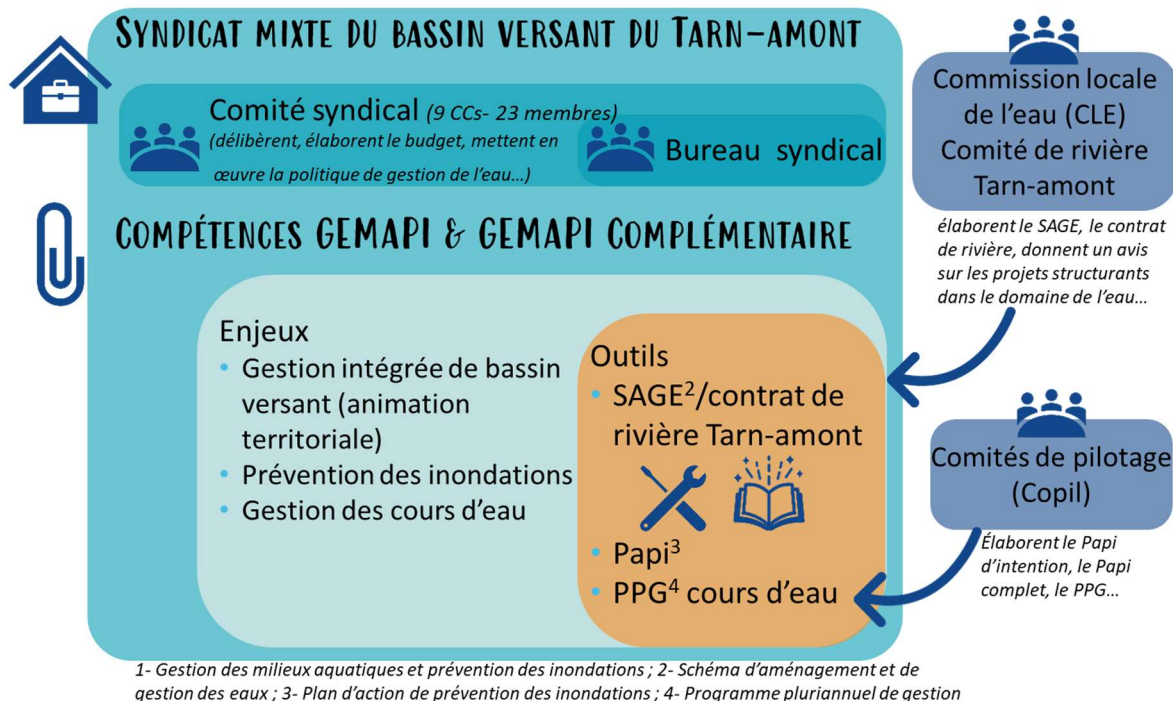 SYNDICAT MIXTE DU BASSIN VERSANT DU TARN-AMONT
Comité syndical (9 CCs- 23 membres)
(délibèrent, élaborent le budget, mettent en
œuvre la politique de gestion de l'eau…)
Bureau syndical
COMPÉTENCES GEMAPI & GEMAPI COMPLÉMENTAIRE
Enjeux
• Gestion intégrée de bassin
versant (animation
territoriale)
• Prévention des inondations
• Gestion des cours d'eau
Outils
• SAGE²/contrat de
rivière Tarn-amont
• Papi³
• PPG⁴ cours d'eau
Commission locale
de l'eau (CLE)
Comité de rivière
Tarn-amont
élaborent le SAGE, le contrat
de rivière, donnent un avis
sur les projets structurants
dans le domaine de l'eau…
Comités de pilotage
(Copil)
Élaborent le Papi
d'intention, le Papi
complet, le PPG…
1- Gestion des milieux aquatiques et prévention des inondations ; 2- Schéma d'aménagement et de
gestion des eaux ; 3- Plan d'action de prévention des inondations ; 4- Programme pluriannuel de gestion